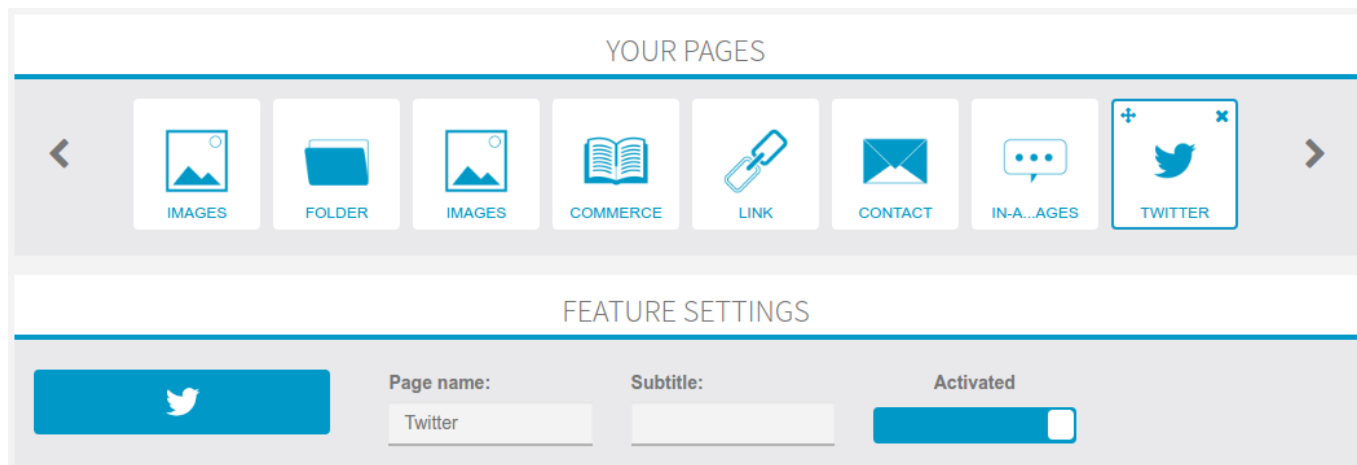 YOUR PAGES
IMAGES
FOLDER
IMAGES
COMMERCE
LINK
CONTACT
IN-A...AGES
TWITTER
FEATURE SETTINGS
Page name:
Subtitle:
Activated
Twitter